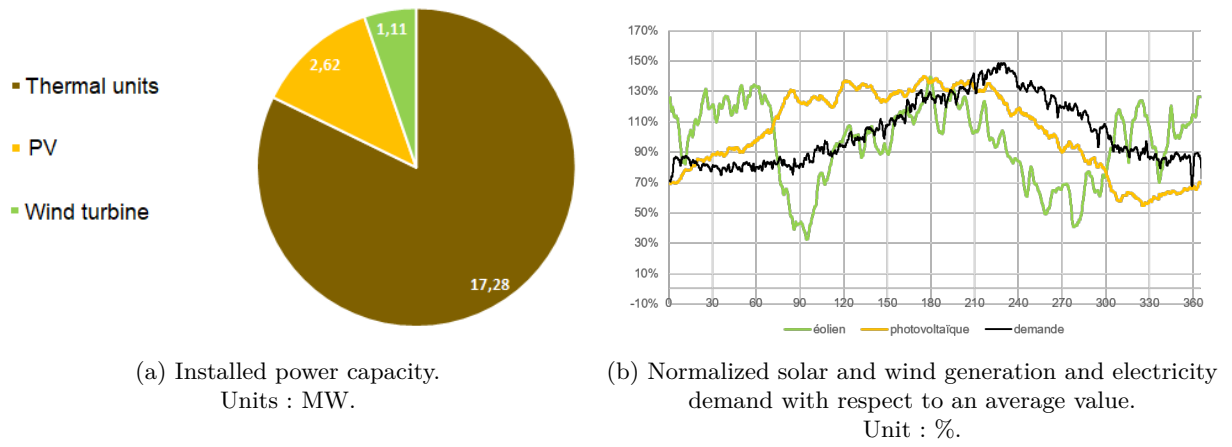 Thermal units
PV
Wind turbine
1,11
2,62
17,28
170%
150%
130%
110%
90%
70%
50%
30%
10%
-10%
0 30 60 90 120 150 180 210 240 270 300 330 360
éolien photovoltaïque demande
(a) Installed power capacity.
Units : MW.
(b) Normalized solar and wind generation and electricity
demand with respect to an average value.
Unit : %.